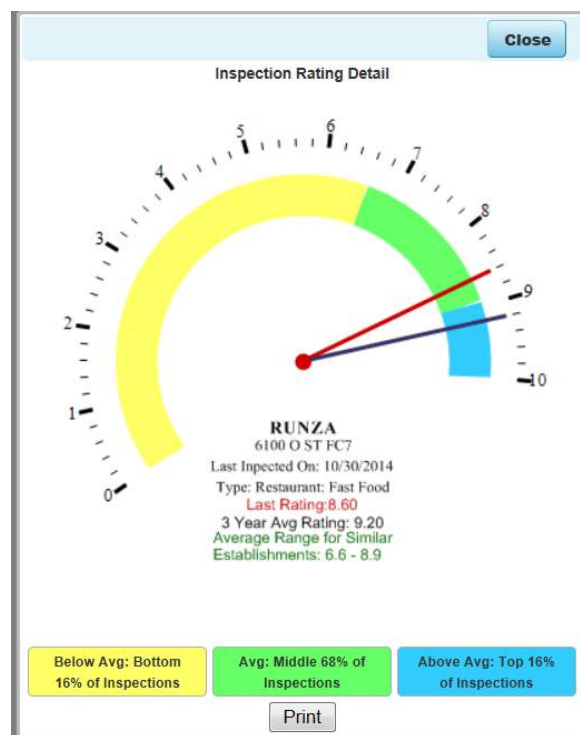 Close
Inspection Rating Detail
0
1
2
3
4
5
6
7
8
9
10
RUNZA
6100 O ST FC7
Last Inpected On: 10/30/2014
Type: Restaurant: Fast Food
Last Rating:8.60
3 Year Avg Rating: 9.20
Average Range for Similar
Establishments: 6.6 - 8.9
Below Avg: Bottom
16% of Inspections
Avg: Middle 68% of
Inspections
Above Avg: Top 16%
of Inspections
Print